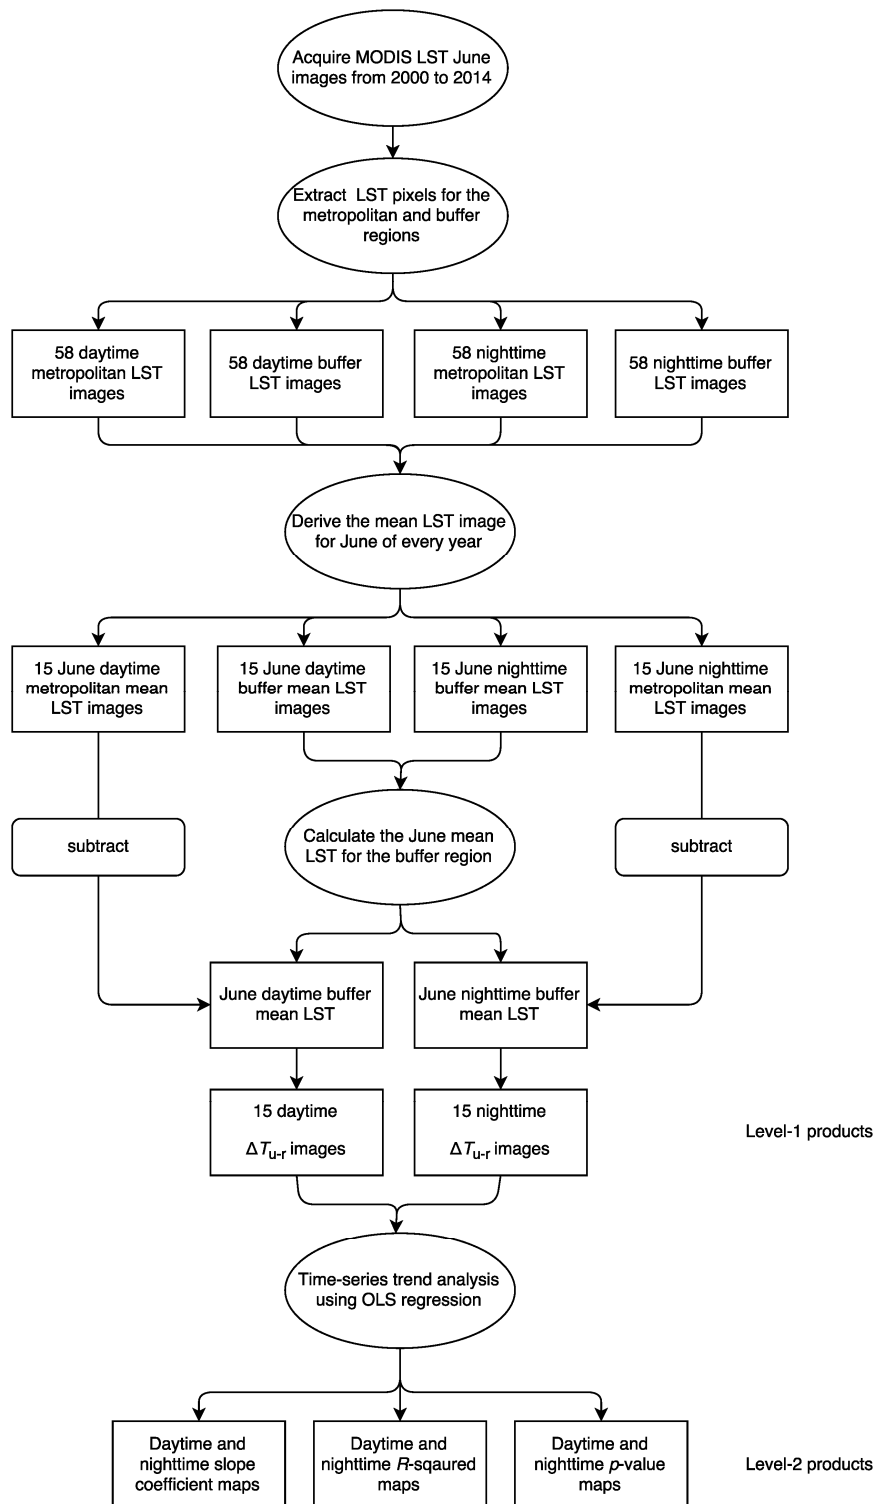 Acquire MODIS LST June
images from 2000 to 2014
Extract LST pixels for the
metropolitan and buffer
regions
58 daytime
metropolitan LST
images
58 daytime buffer
LST images
58 nighttime
metropolitan LST
images
58 nighttime buffer
LST images
Derive the mean LST image
for June of every year
15 June daytime
metropolitan mean
LST images
15 June daytime
buffer mean LST
images
15 June nighttime
buffer mean LST
images
15 June nighttime
metropolitan mean
LST images
subtract
Calculate the June mean
LST for the buffer region
subtract
June daytime buffer
mean LST
June nighttime buffer
mean LST
15 daytime
ΔTu-r images
15 nighttime
ΔTu-r images
Level-1 products
Time-series trend analysis
using OLS regression
Daytime and
nighttime slope
coefficient maps
Daytime and
nighttime R-sqaured
maps
Daytime and
nighttime p-value
maps
Level-2 products